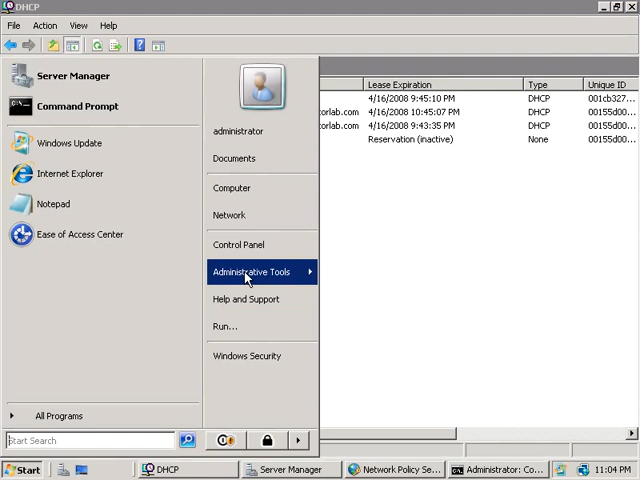 DHCP
File Action View Help
Lease Expiration Type Unique ID
4/16/2008 9:45:10 PM DHCP 001cb327...
orlab.com 4/16/2008 10:45:07 PM DHCP 00155d00...
orlab.com 4/16/2008 9:43:35 PM DHCP 00155d00...
Reservation (inactive) None 00155d00...
Server Manager
Command Prompt
Windows Update
Internet Explorer
Notepad
Ease of Access Center
All Programs
Start Search
administrator
Documents
Computer
Network
Control Panel
Administrative Tools
Help and Support
Run...
Windows Security
Start DHCP Server Manager Network Policy Se... Administrator: Co... 11:04 PM